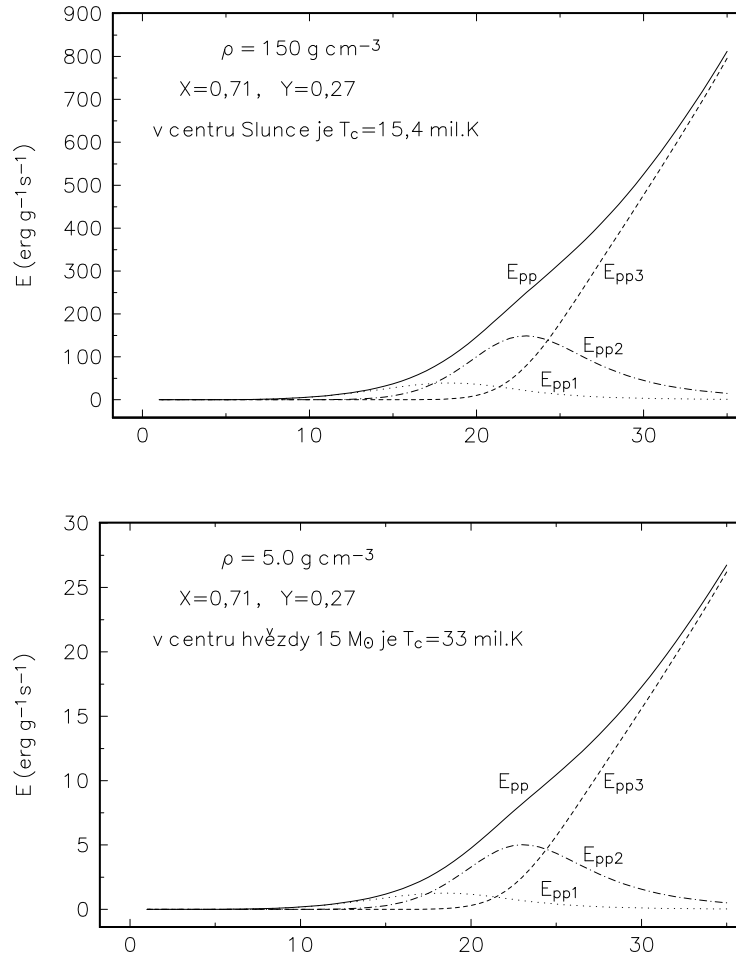 900
800
700
600
500
400
300
200
100
0
E (erg g⁻¹s⁻¹)
ρ = 150 g cm⁻³
X=0,71, Y=0,27
v centru Slunce je T_c=15,4 mil.K
E_pp
E_pp3
E_pp2
E_pp1
0 10 20 30
30
25
20
15
10
5
0
E (erg g⁻¹s⁻¹)
ρ = 5.0 g cm⁻³
X=0,71, Y=0,27
v centru hvězdy 15 M⊙ je T_c=33 mil.K
E_pp
E_pp3
E_pp2
E_pp1
0 10 20 30